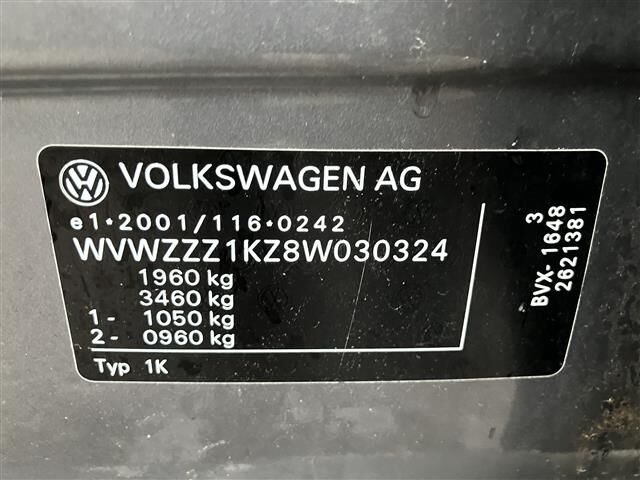 VOLKSWAGEN AG
e1*2001/116*0242
WVWZZZ1KZ8W030324
1960 kg
3460 kg
1- 1050 kg
2- 0960 kg
Typ 1K
3
BVX-1648
2621381